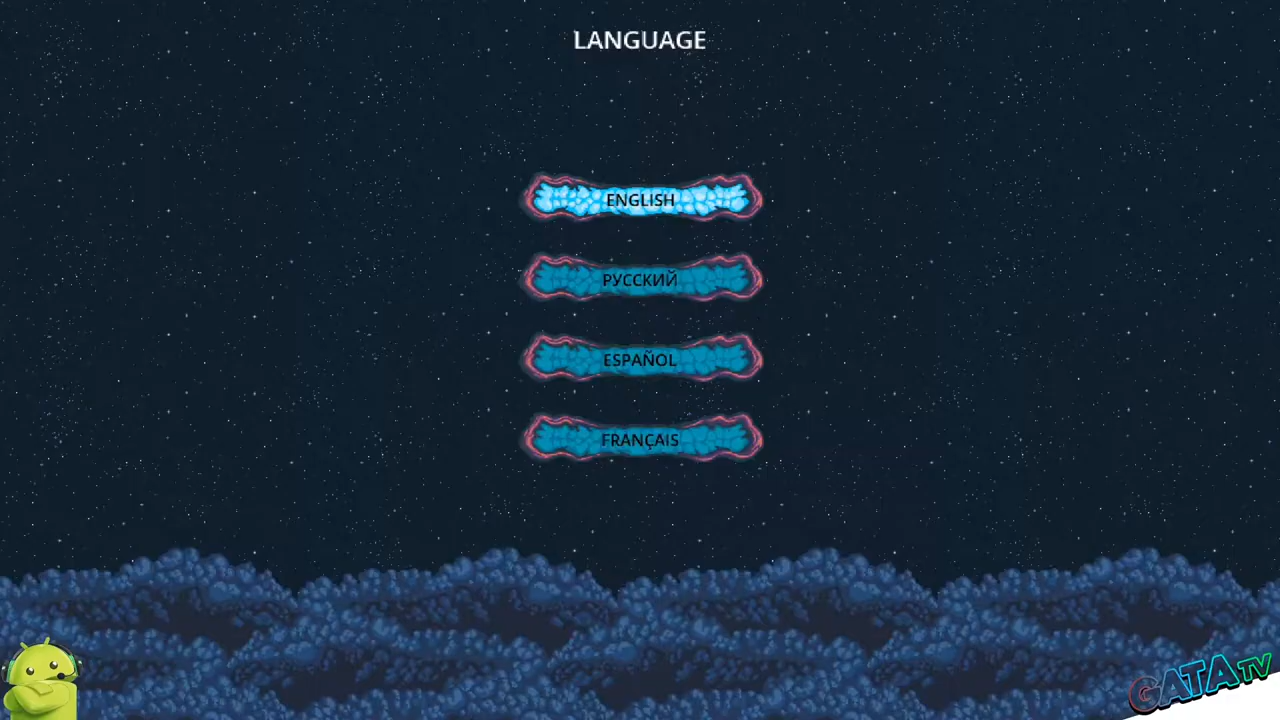 LANGUAGE
ENGLISH
РУССКИЙ
ESPAÑOL
FRANÇAIS
GATA TV